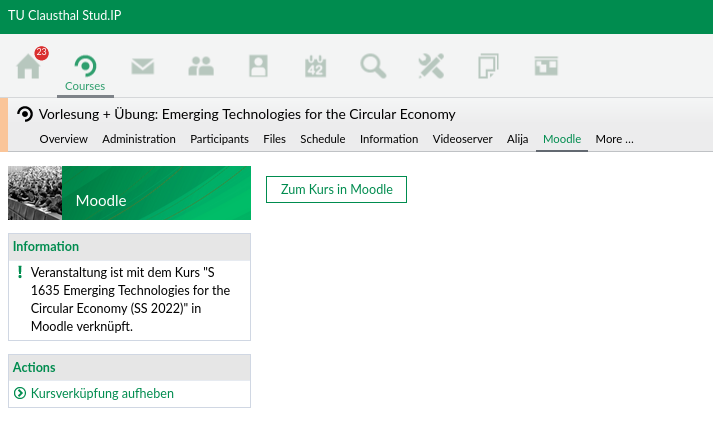 TU Clausthal Stud.IP
23
42
Courses
Vorlesung + Übung: Emerging Technologies for the Circular Economy
Overview Administration Participants Files Schedule Information Videoserver Alija Moodle More ...
Moodle
Zum Kurs in Moodle
Information
Veranstaltung ist mit dem Kurs "S
1635 Emerging Technologies for the
Circular Economy (SS 2022)" in
Moodle verknüpft.
Actions
Kursverküpfung aufheben